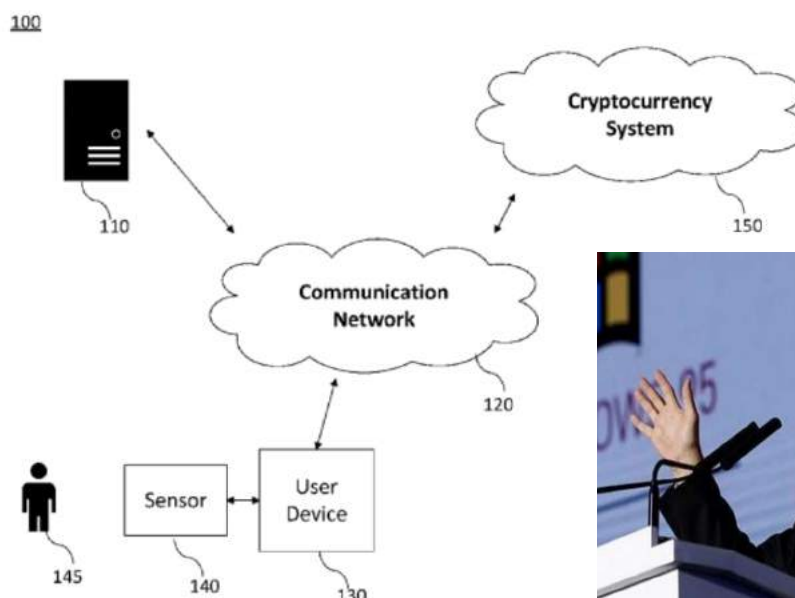 100
Cryptocurrency
System
110
150
Communication
Network
120
Sensor
User
Device
145
140
130